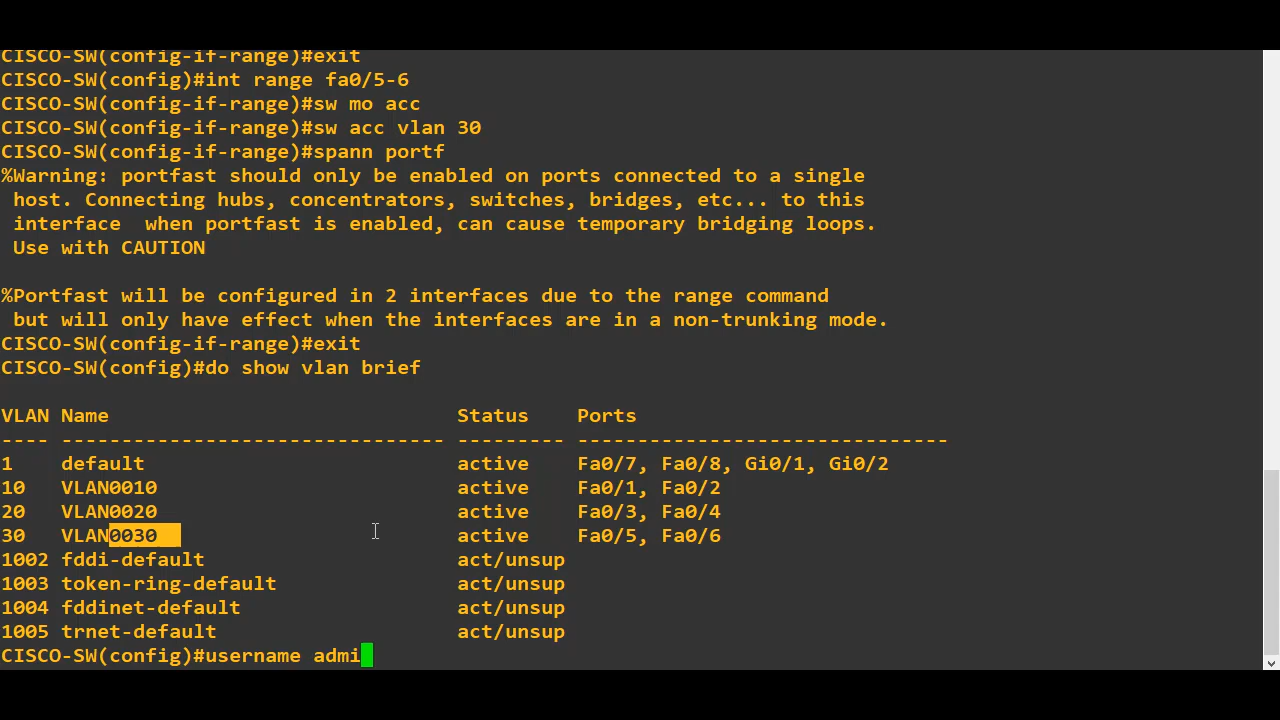 CISCO-SW(config-if-range)#exit
CISCO-SW(config)#int range fa0/5-6
CISCO-SW(config-if-range)#sw mo acc
CISCO-SW(config-if-range)#sw acc vlan 30
CISCO-SW(config-if-range)#spann portf
%Warning: portfast should only be enabled on ports connected to a single
 host. Connecting hubs, concentrators, switches, bridges, etc... to this
 interface  when portfast is enabled, can cause temporary bridging loops.
 Use with CAUTION

%Portfast will be configured in 2 interfaces due to the range command
 but will only have effect when the interfaces are in a non-trunking mode.
CISCO-SW(config-if-range)#exit
CISCO-SW(config)#do show vlan brief

VLAN Name                             Status    Ports
---- -------------------------------- --------- -------------------------------
1    default                          active    Fa0/7, Fa0/8, Gi0/1, Gi0/2
10   VLAN0010                         active    Fa0/1, Fa0/2
20   VLAN0020                         active    Fa0/3, Fa0/4
30   VLAN0030                         active    Fa0/5, Fa0/6
1002 fddi-default                     act/unsup
1003 token-ring-default               act/unsup
1004 fddinet-default                  act/unsup
1005 trnet-default                    act/unsup
CISCO-SW(config)#username admi